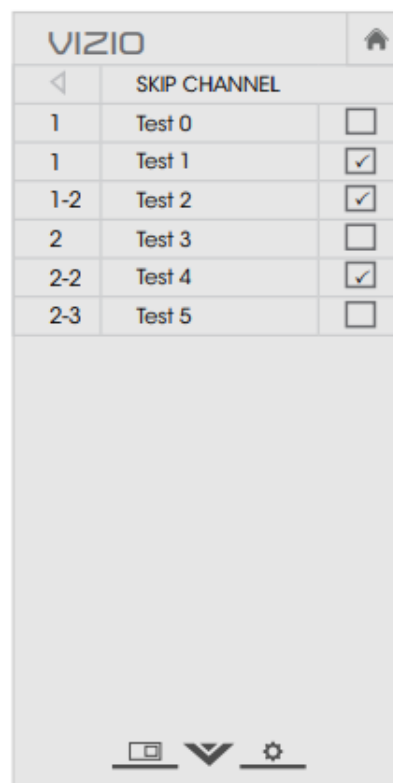 VIZIO
SKIP CHANNEL
1 Test 0
1 Test 1
1-2 Test 2
2 Test 3
2-2 Test 4
2-3 Test 5